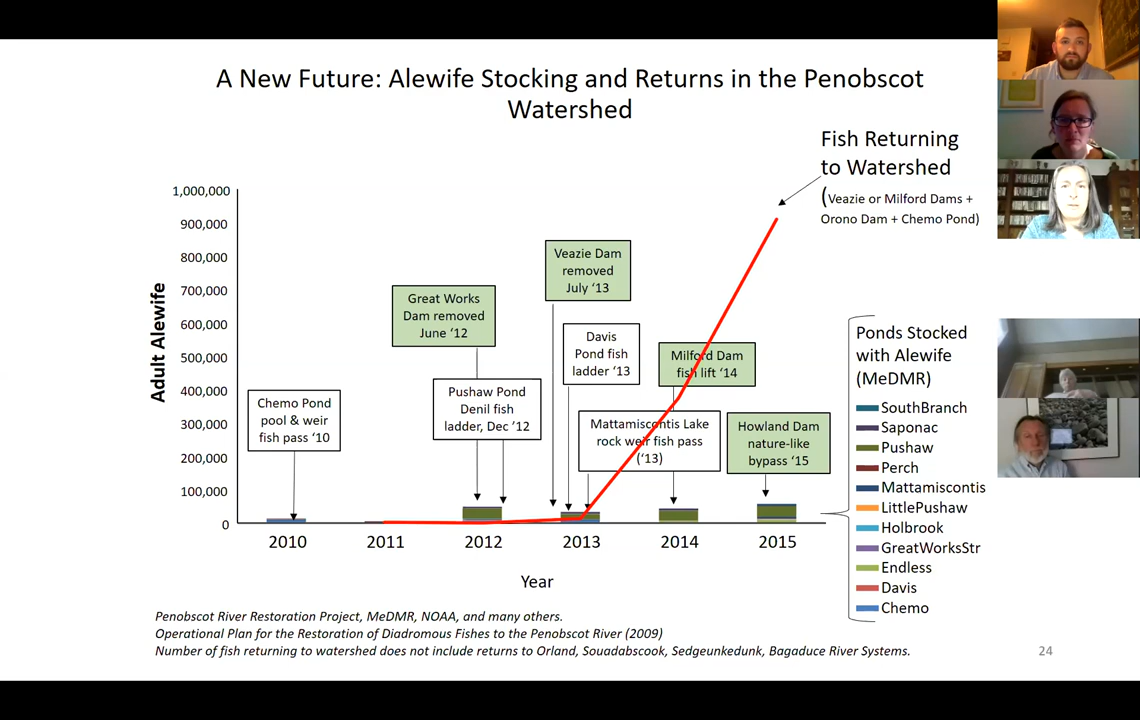 A New Future: Alewife Stocking and Returns in the Penobscot
Watershed
Fish Returning
to Watershed
(Veazie or Milford Dams +
Orono Dam + Chemo Pond)
Adult Alewife
1,000,000
900,000
800,000
700,000
600,000
500,000
400,000
300,000
200,000
100,000
0
Chemo Pond
pool & weir
fish pass ‘10
Great Works
Dam removed
June ‘12
Pushaw Pond
Denil fish
ladder, Dec ’12
Veazie Dam
removed
July ‘13
Davis
Pond fish
ladder ‘13
Mattamiscontis Lake
rock weir fish pass
(‘13)
Milford Dam
fish lift ‘14
Howland Dam
nature-like
bypass ‘15
2010
2011
2012
2013
2014
2015
Year
Ponds Stocked
with Alewife
(MeDMR)
SouthBranch
Saponac
Pushaw
Perch
Mattamiscontis
LittlePushaw
Holbrook
GreatWorksStr
Endless
Davis
Chemo
Penobscot River Restoration Project, MeDMR, NOAA, and many others.
Operational Plan for the Restoration of Diadromous Fishes to the Penobscot River (2009)
Number of fish returning to watershed does not include returns to Orland, Souadabscook, Sedgeunkedunk, Bagaduce River Systems.
24